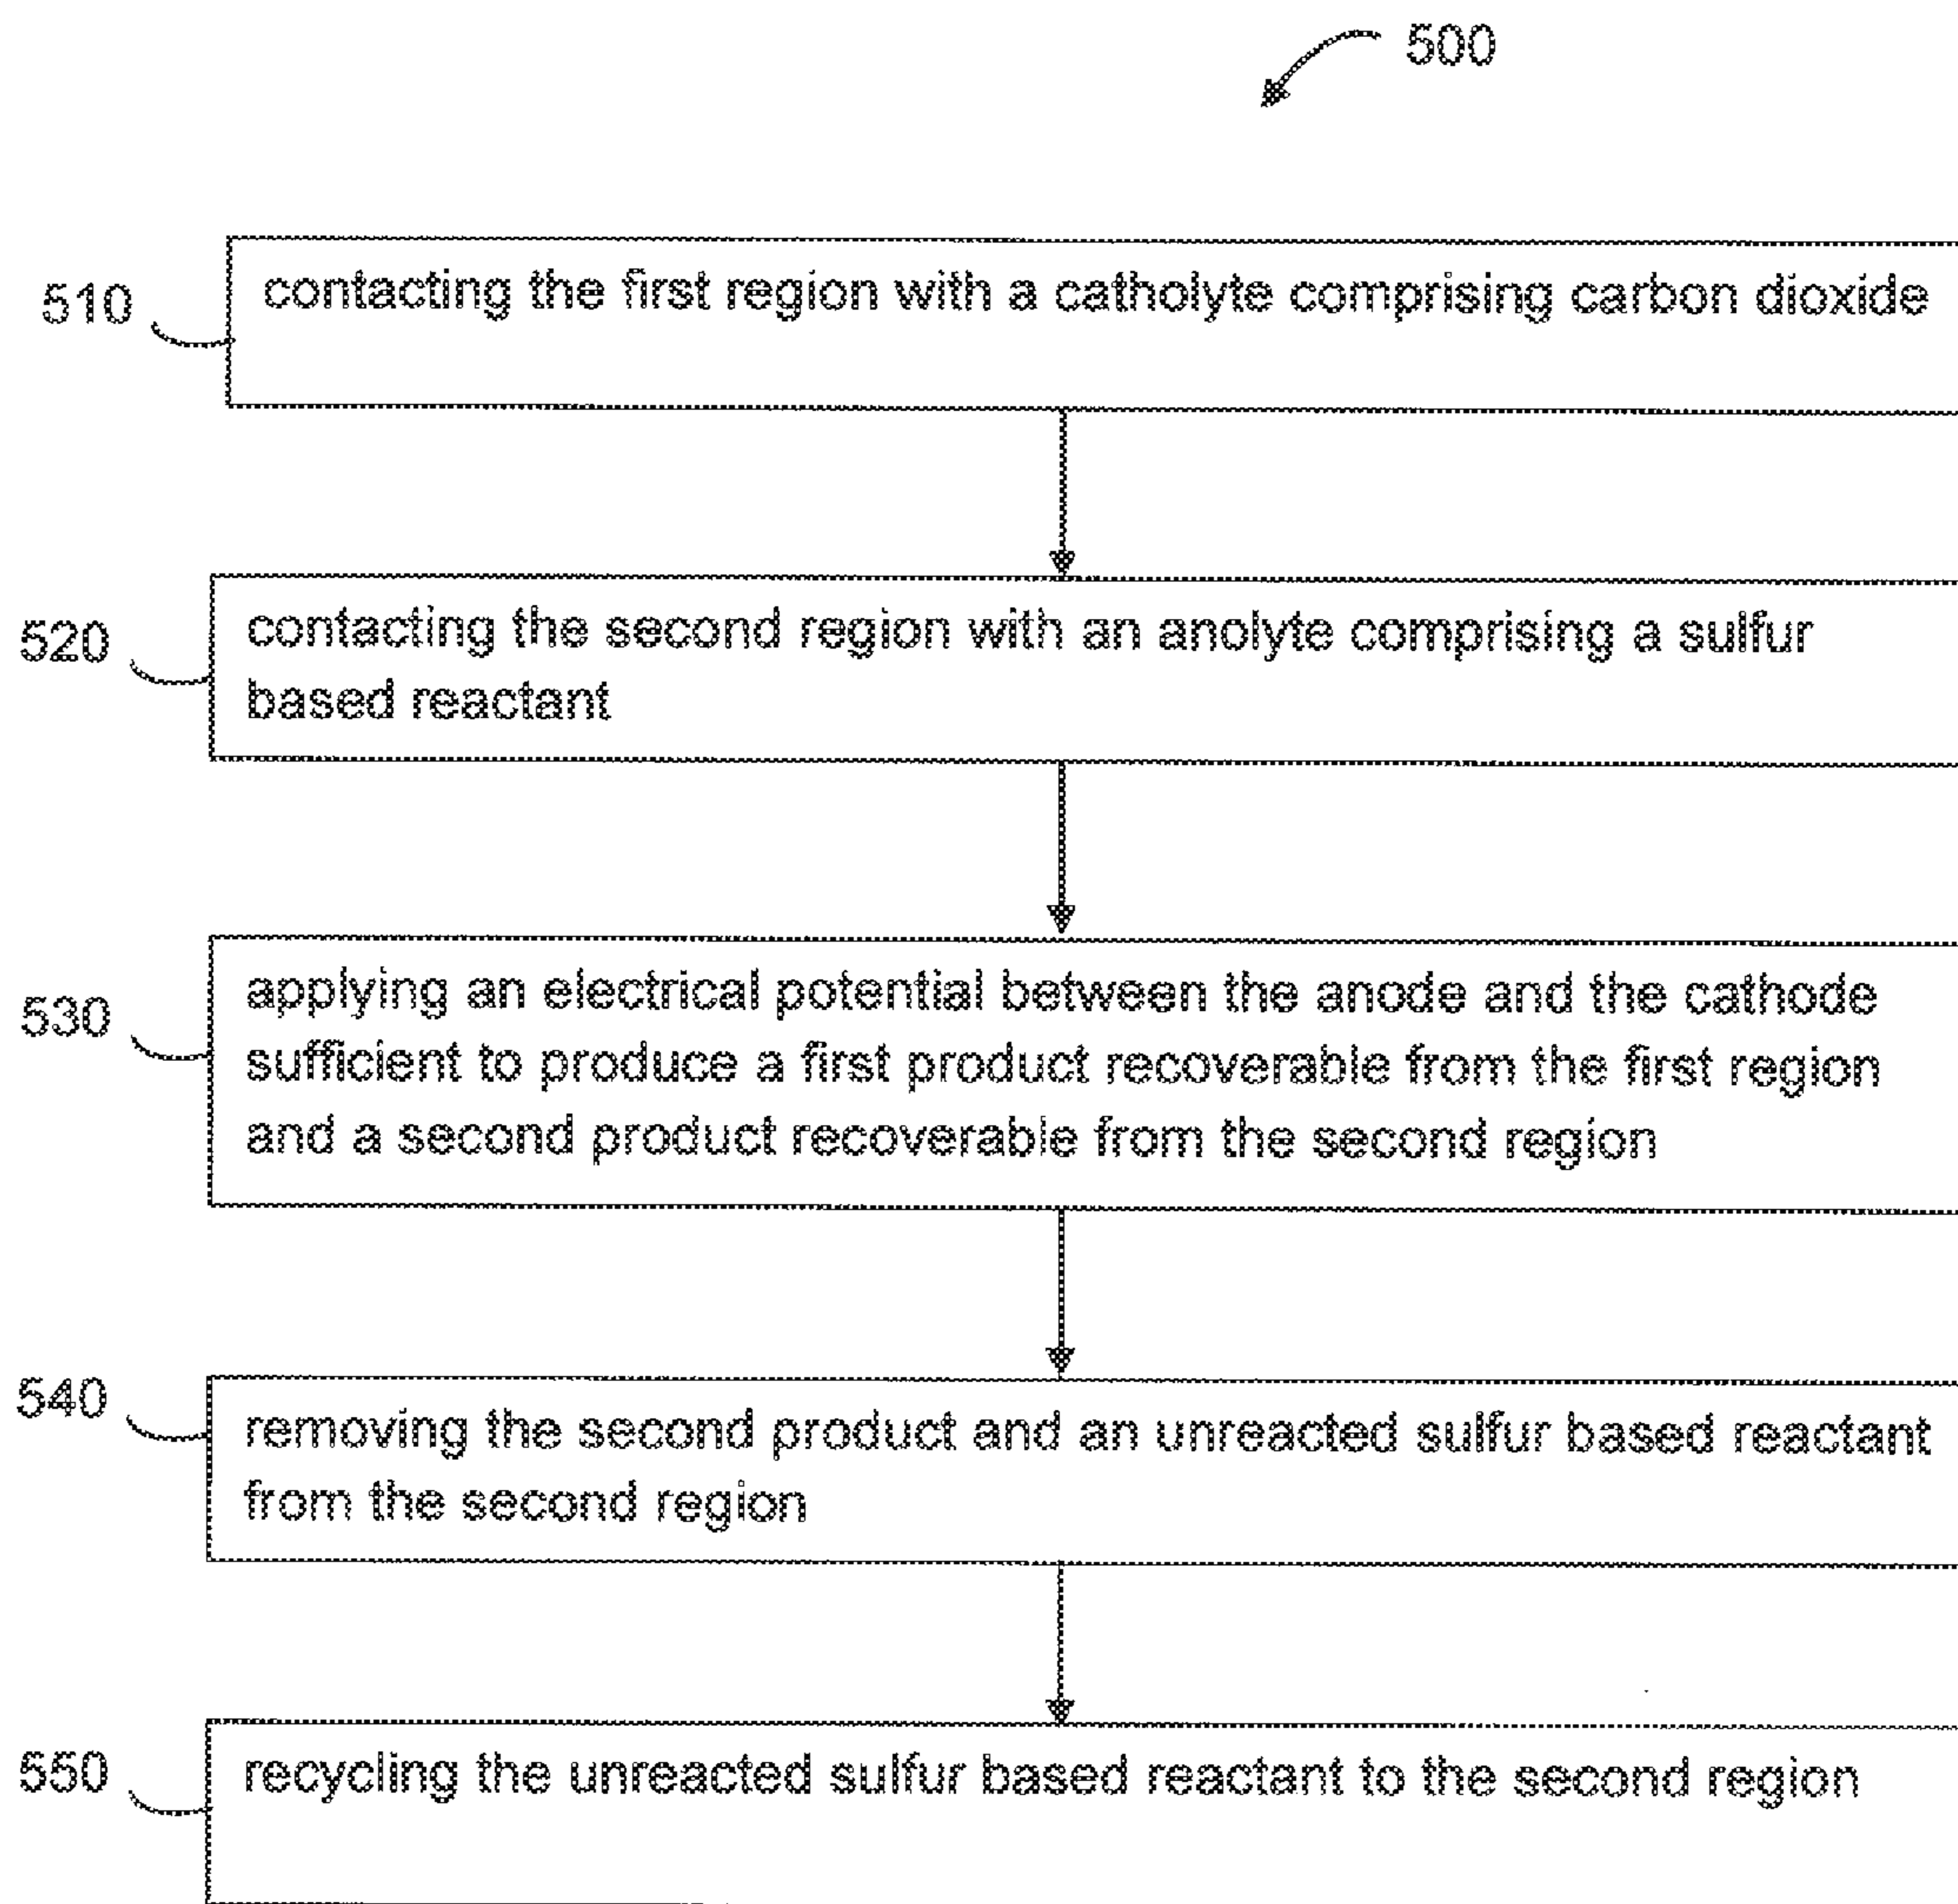 500
510
contacting the first region with a catholyte comprising carbon dioxide
520
contacting the second region with an anolyte comprising a sulfur
based reactant
530
applying an electrical potential between the anode and the cathode
sufficient to produce a first product recoverable from the first region
and a second product recoverable from the second region
540
removing the second product and an unreacted sulfur based reactant
from the second region
550
recycling the unreacted sulfur based reactant to the second region